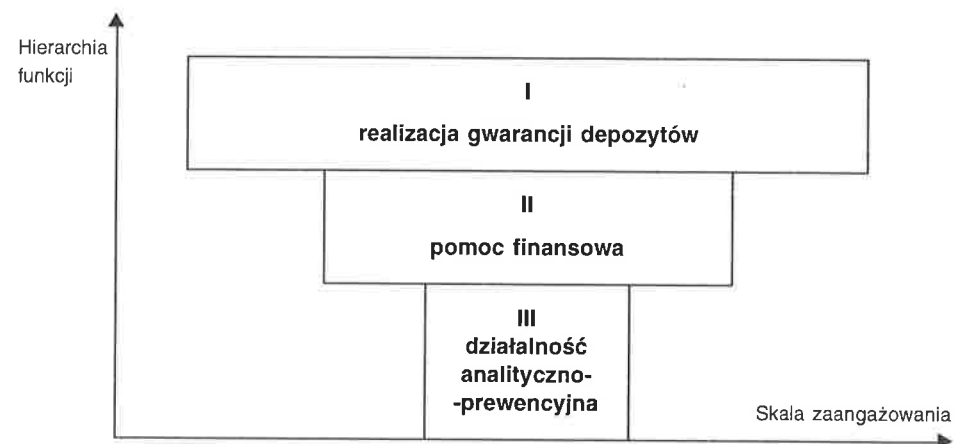 Hierarchia
funkcji
I
realizacja gwarancji depozytów
II
pomoc finansowa
III
działalność
analityczno-
-prewencyjna
Skala zaangażowania